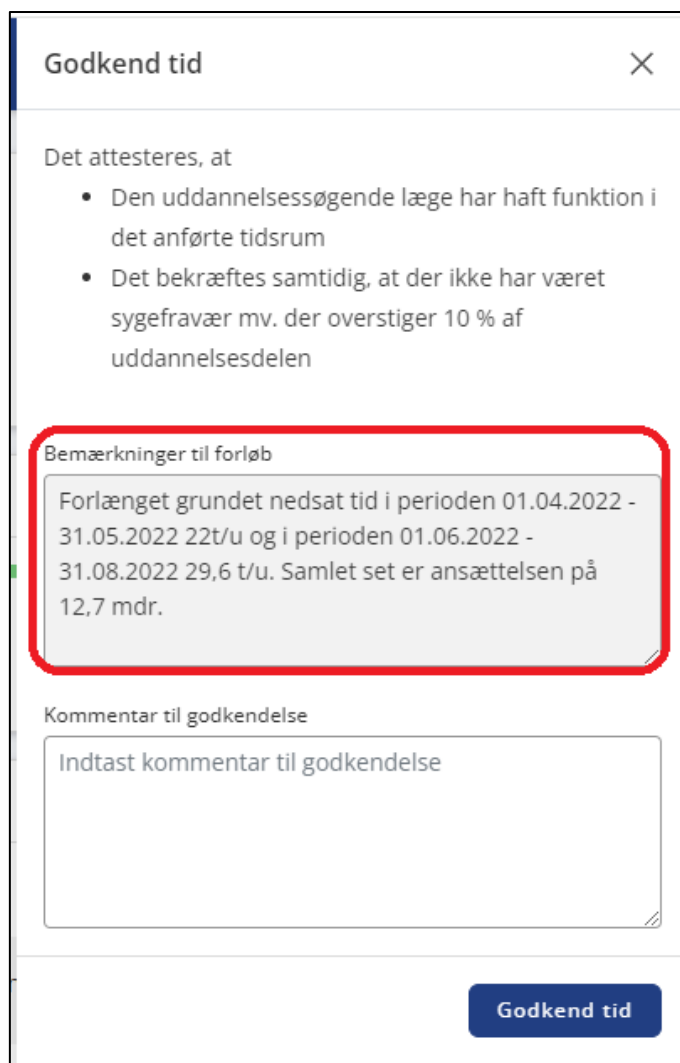 Godkend tid
Det attesteres, at
• Den uddannelsessøgende læge har haft funktion i
det anførte tidsrum
• Det bekræftes samtidig, at der ikke har været
sygefravær mv. der overstiger 10 % af
uddannelsesdelen
Bemærkninger til forløb
Forlænget grundet nedsat tid i perioden 01.04.2022 -
31.05.2022 22t/u og i perioden 01.06.2022 -
31.08.2022 29,6 t/u. Samlet set er ansættelsen på
12,7 mdr.
Kommentar til godkendelse
Indtast kommentar til godkendelse
Godkend tid